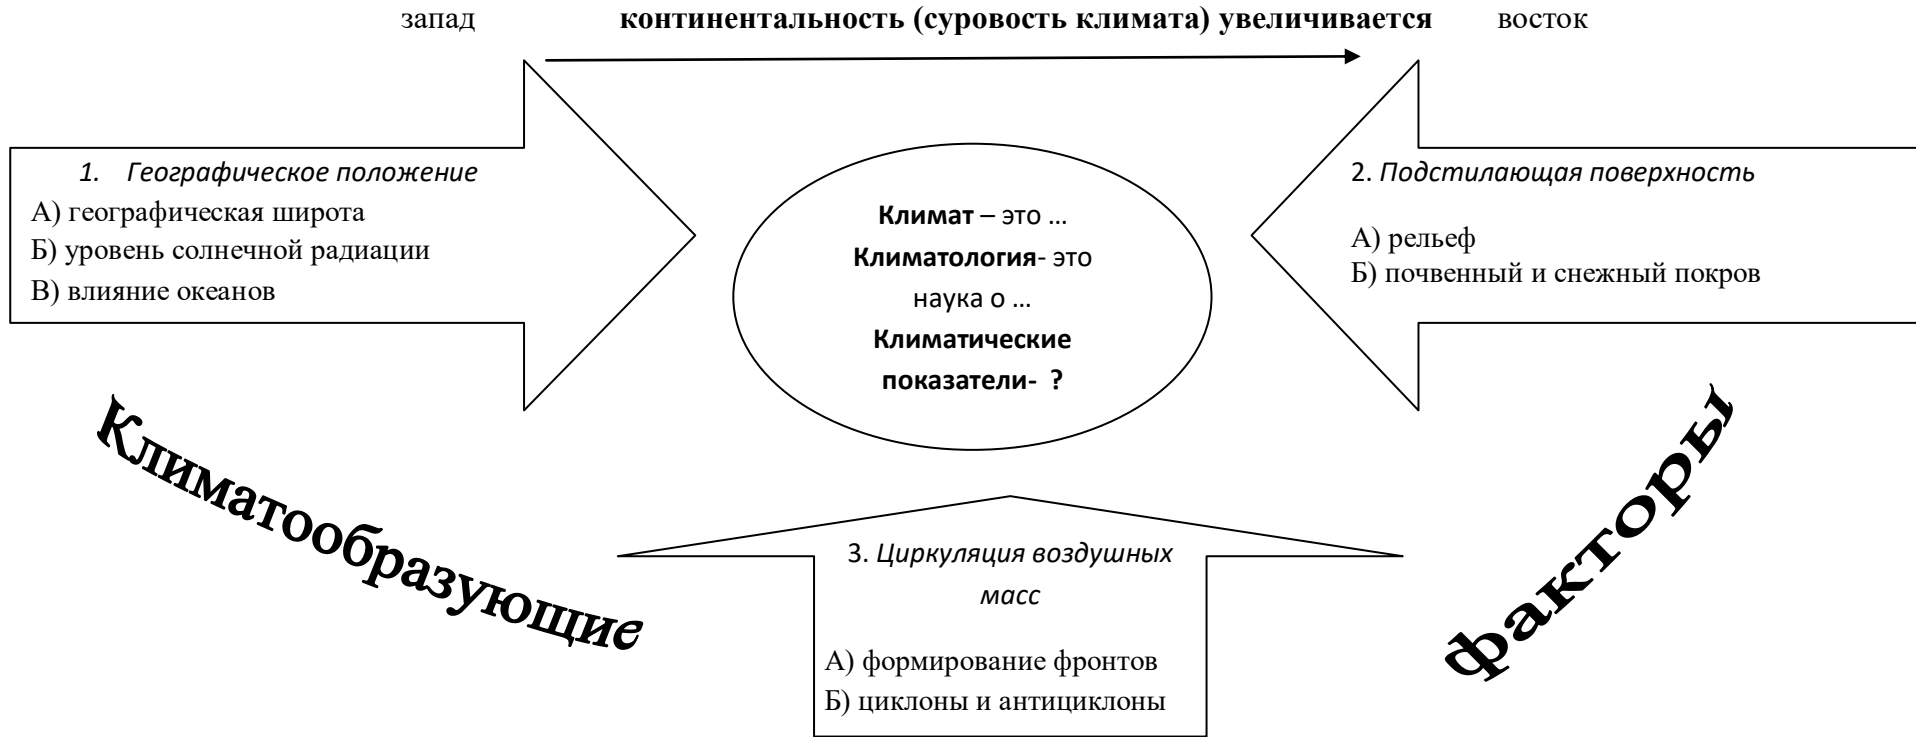 запад континентальность (суровость климата) увеличивается восток
1. Географическое положение
А) географическая широта
Б) уровень солнечной радиации
В) влияние океанов
Климат – это …
Климатология- это
наука о …
Климатические
показатели- ?
2. Подстилающая поверхность
А) рельеф
Б) почвенный и снежный покров
Климатообразующие
факторы
3. Циркуляция воздушных
масс
А) формирование фронтов
Б) циклоны и антициклоны